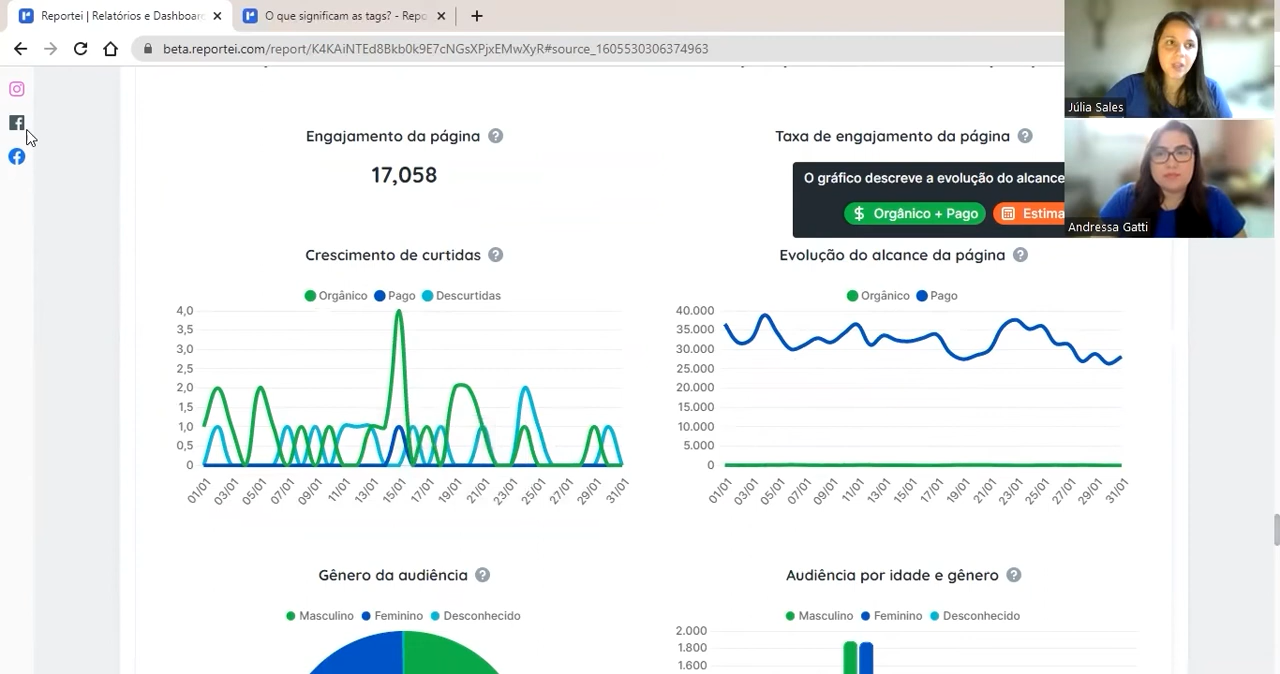 Reportei | Relatórios e Dashboar
O que significam as tags? - Repo
beta.reportei.com/report/K4KAiNTEd8Bkb0k9E7cNGsXPjxEMwXyR#source_1605530306374963
Júlia Sales
Andressa Gatti
Engajamento da página
17,058
Taxa de engajamento da página
O gráfico descreve a evolução do alcance
Orgânico + Pago
Estima
Crescimento de curtidas
Orgânico Pago Descurtidas
4,0
3,5
3,0
2,5
2,0
1,5
1,0
0,5
0
01/01 03/01 05/01 07/01 09/01 11/01 13/01 15/01 17/01 19/01 21/01 23/01 25/01 27/01 29/01 31/01
Evolução do alcance da página
Orgânico Pago
40.000
35.000
30.000
25.000
20.000
15.000
10.000
5.000
0
01/01 03/01 05/01 07/01 09/01 11/01 13/01 15/01 17/01 19/01 21/01 23/01 25/01 27/01 29/01 31/01
Gênero da audiência
Masculino Feminino Desconhecido
Audiência por idade e gênero
Masculino Feminino Desconhecido
2.000
1.800
1.600